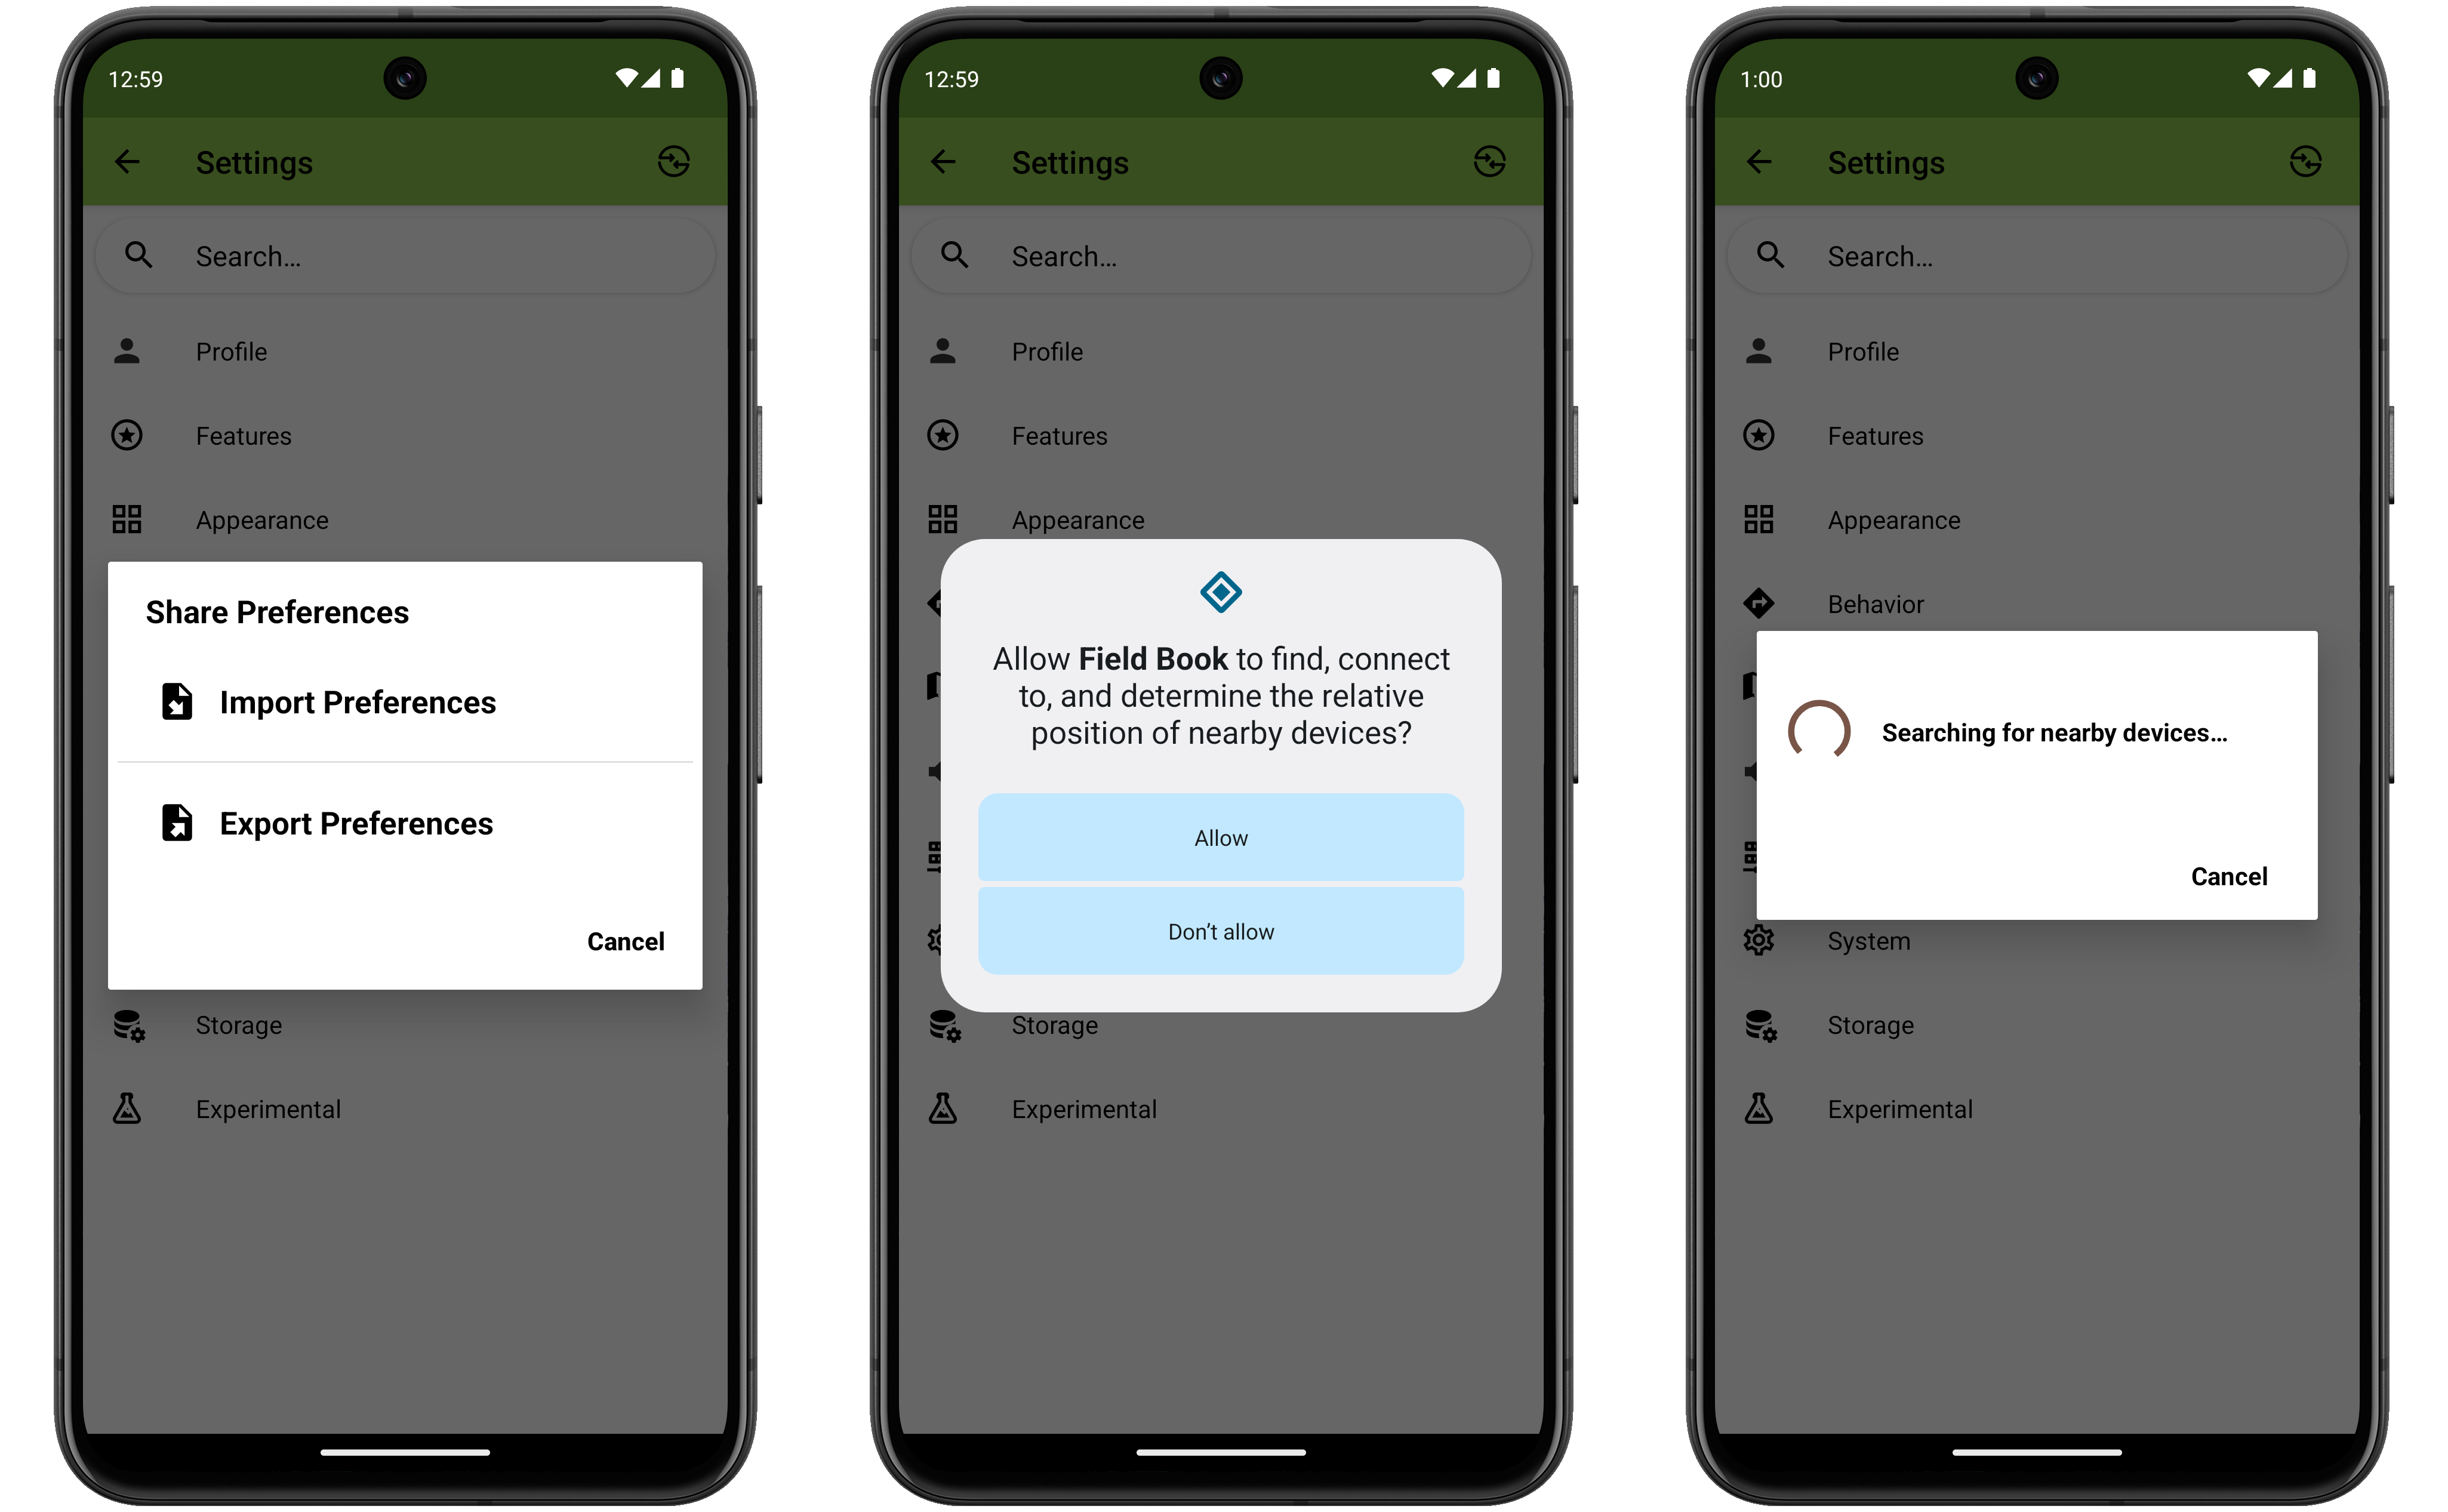 12:59
Settings
Search...
Profile
Features
Appearance
Share Preferences
Import Preferences
Export Preferences
Cancel
Storage
Experimental
12:59
Settings
Search...
Profile
Features
Appearance
Allow Field Book to find, connect
to, and determine the relative
position of nearby devices?
Allow
Don’t allow
Storage
Experimental
1:00
Settings
Search...
Profile
Features
Appearance
Behavior
Searching for nearby devices...
Cancel
System
Storage
Experimental